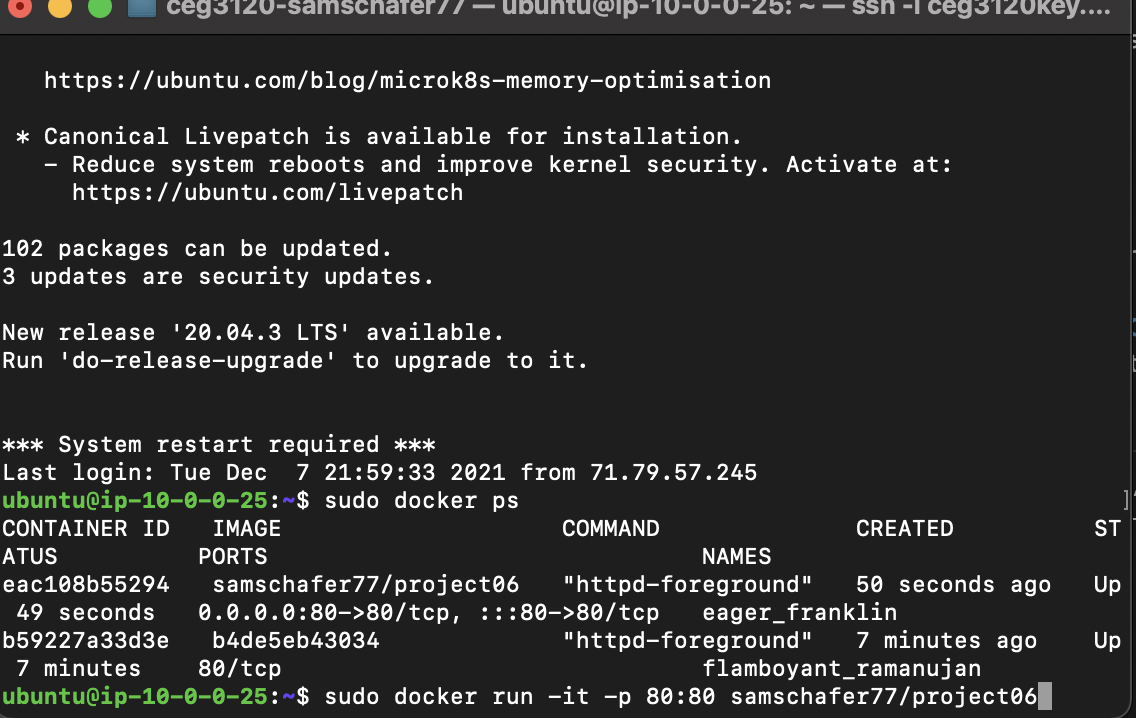 ceg3120-samschafer77 — ubuntu@ip-10-0-0-25: ~ — ssh -i ceg3120key....
https://ubuntu.com/blog/microk8s-memory-optimisation
* Canonical Livepatch is available for installation.
- Reduce system reboots and improve kernel security. Activate at:
https://ubuntu.com/livepatch
102 packages can be updated.
3 updates are security updates.
New release '20.04.3 LTS' available.
Run 'do-release-upgrade' to upgrade to it.
*** System restart required ***
Last login: Tue Dec  7 21:59:33 2021 from 71.79.57.245
ubuntu@ip-10-0-0-25:~$ sudo docker ps
CONTAINER ID   IMAGE                    COMMAND              CREATED          ST
ATUS          PORTS                               NAMES
eac108b55294   samschafer77/project06   "httpd-foreground"   50 seconds ago   Up
49 seconds   0.0.0.0:80->80/tcp, :::80->80/tcp   eager_franklin
b59227a33d3e   b4de5eb43034             "httpd-foreground"   7 minutes ago    Up
7 minutes    80/tcp                              flamboyant_ramanujan
ubuntu@ip-10-0-0-25:~$ sudo docker run -it -p 80:80 samschafer77/project06